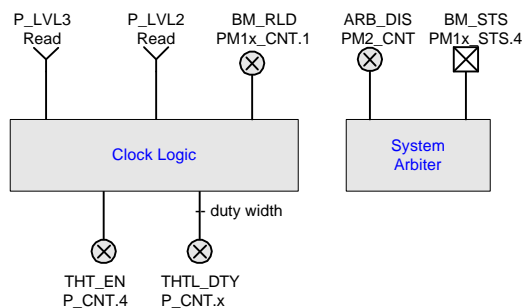 P_LVL3
Read
P_LVL2
Read
BM_RLD
PM1x_CNT.1
ARB_DIS
PM2_CNT
BM_STS
PM1x_STS.4
Clock Logic
System
Arbiter
duty width
THT_EN
P_CNT.4
THTL_DTY
P_CNT.x